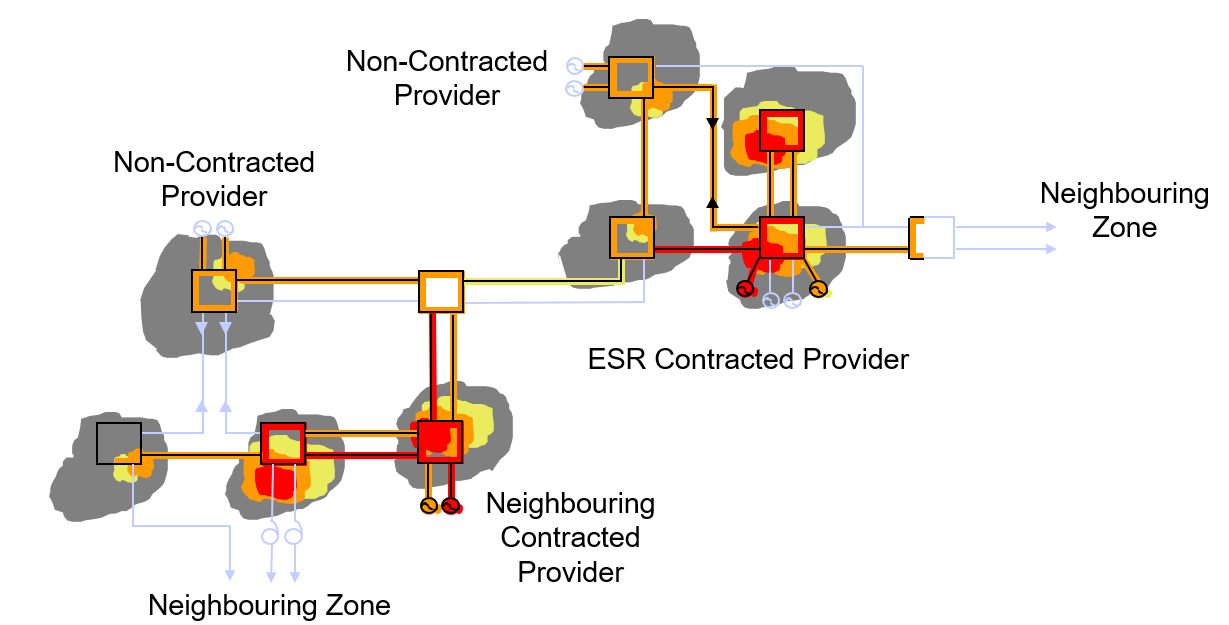 Non-Contracted
Provider
Non-Contracted
Provider
Neighbouring
Zone
ESR Contracted Provider
Neighbouring
Contracted
Provider
Neighbouring Zone